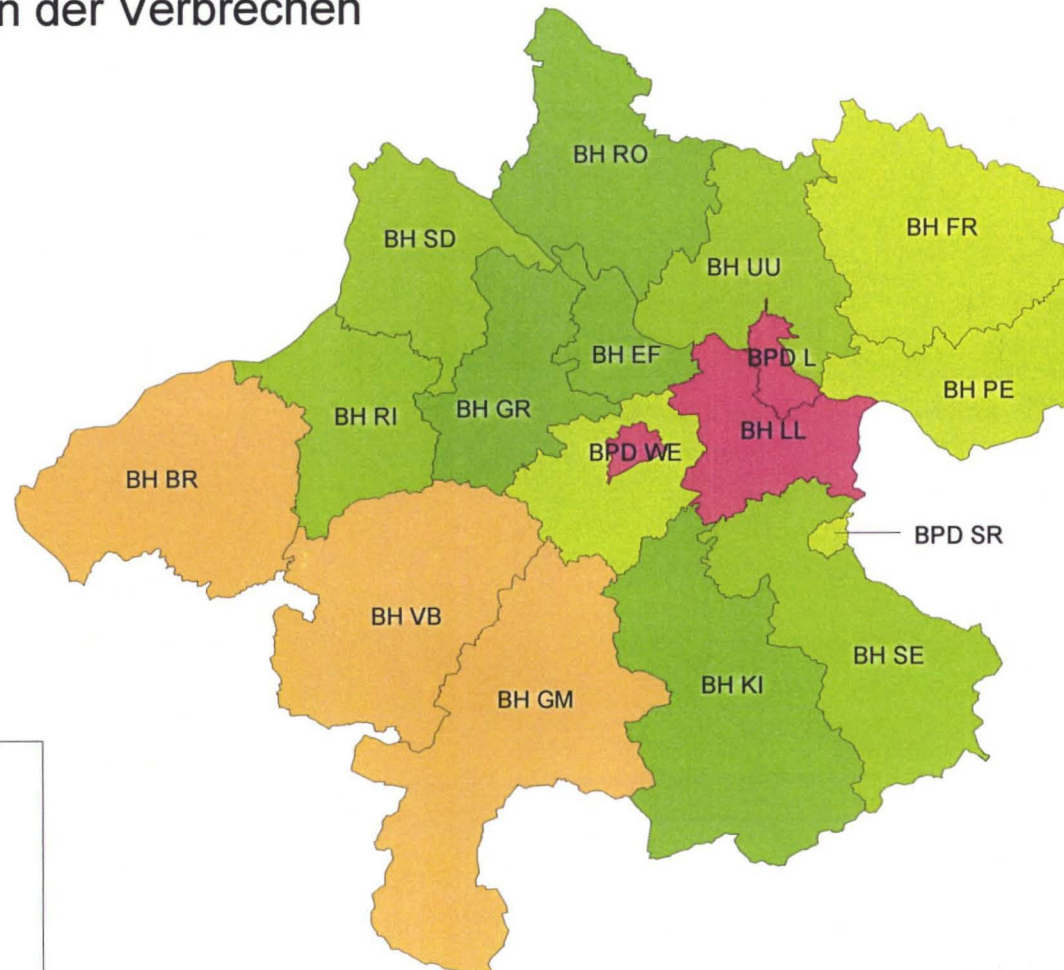 n der Verbrechen
BH RO
BH FR
BH SD
BH UU
BH EF
BPD L
BH PE
BH RI
BH GR
BH LL
BPD WE
BH BR
BPD SR
BH VB
BH SE
BH KI
BH GM